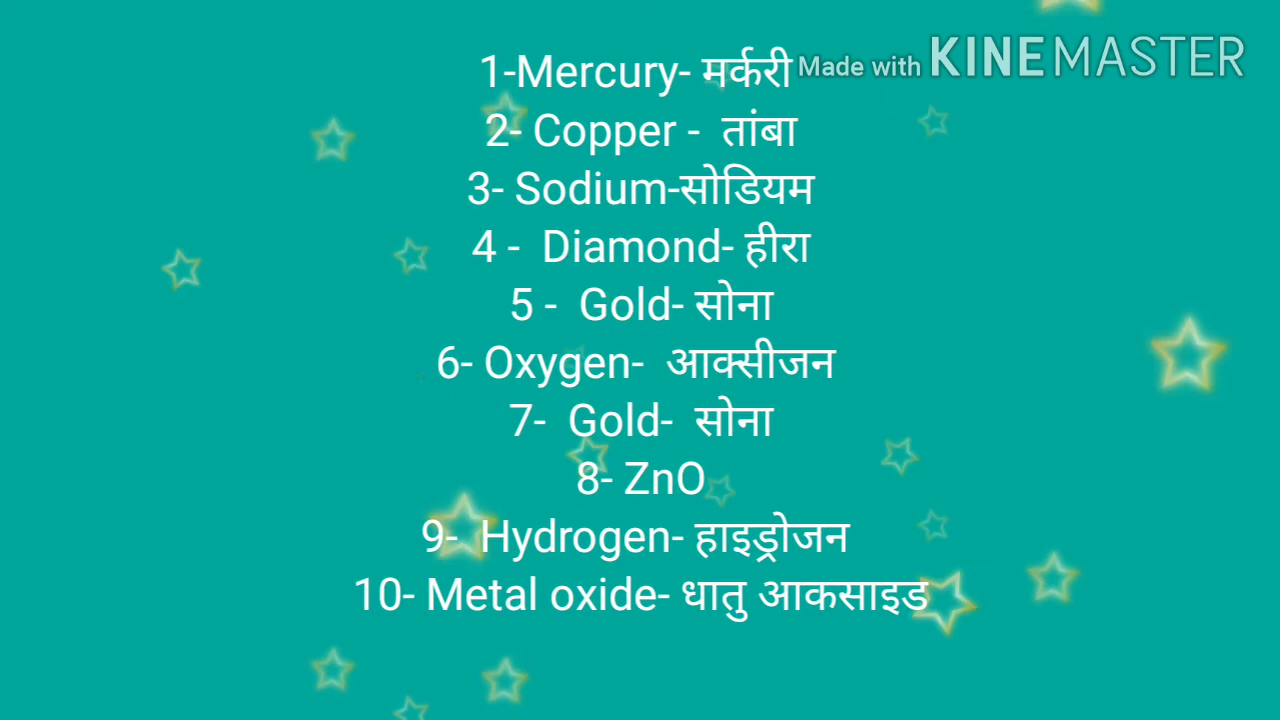 1-Mercury- मर्करी
Made with KINEMASTER
2- Copper - तांबा
3- Sodium-सोडियम
4 - Diamond- हीरा
5 - Gold- सोना
6- Oxygen- आक्सीजन
7- Gold- सोना
8- ZnO
9- Hydrogen- हाइड्रोजन
10- Metal oxide- धातु आकसाइड